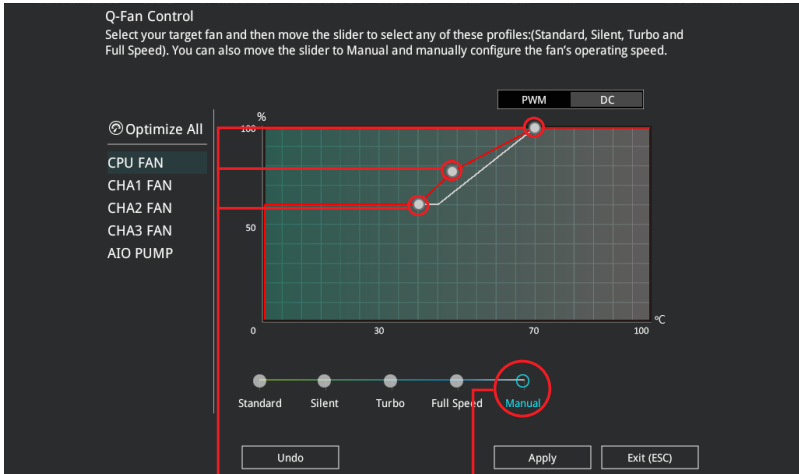 Q-Fan Control
Select your target fan and then move the slider to select any of these profiles:(Standard, Silent, Turbo and
Full Speed). You can also move the slider to Manual and manually configure the fan's operating speed.
PWM DC
Optimize All
CPU FAN
CHA1 FAN
CHA2 FAN
CHA3 FAN
AIO PUMP
%
100
50
0 30 70 100
ºC
Standard Silent Turbo Full Speed Manual
Undo Apply Exit (ESC)